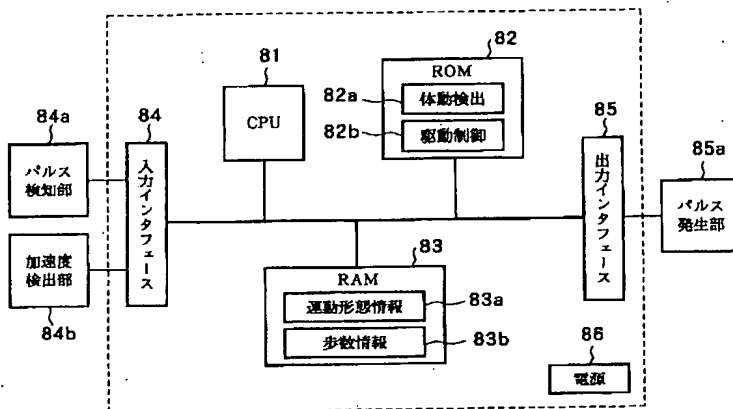 81
CPU
82
ROM
82a
体動検出
82b
駆動制御
84a
パルス
検知部
84
入力インタフェース
加速度
検出部
84b
85
出力インタフェース
85a
パルス
発生部
83
RAM
運動形態情報
83a
歩数情報
83b
86
電源